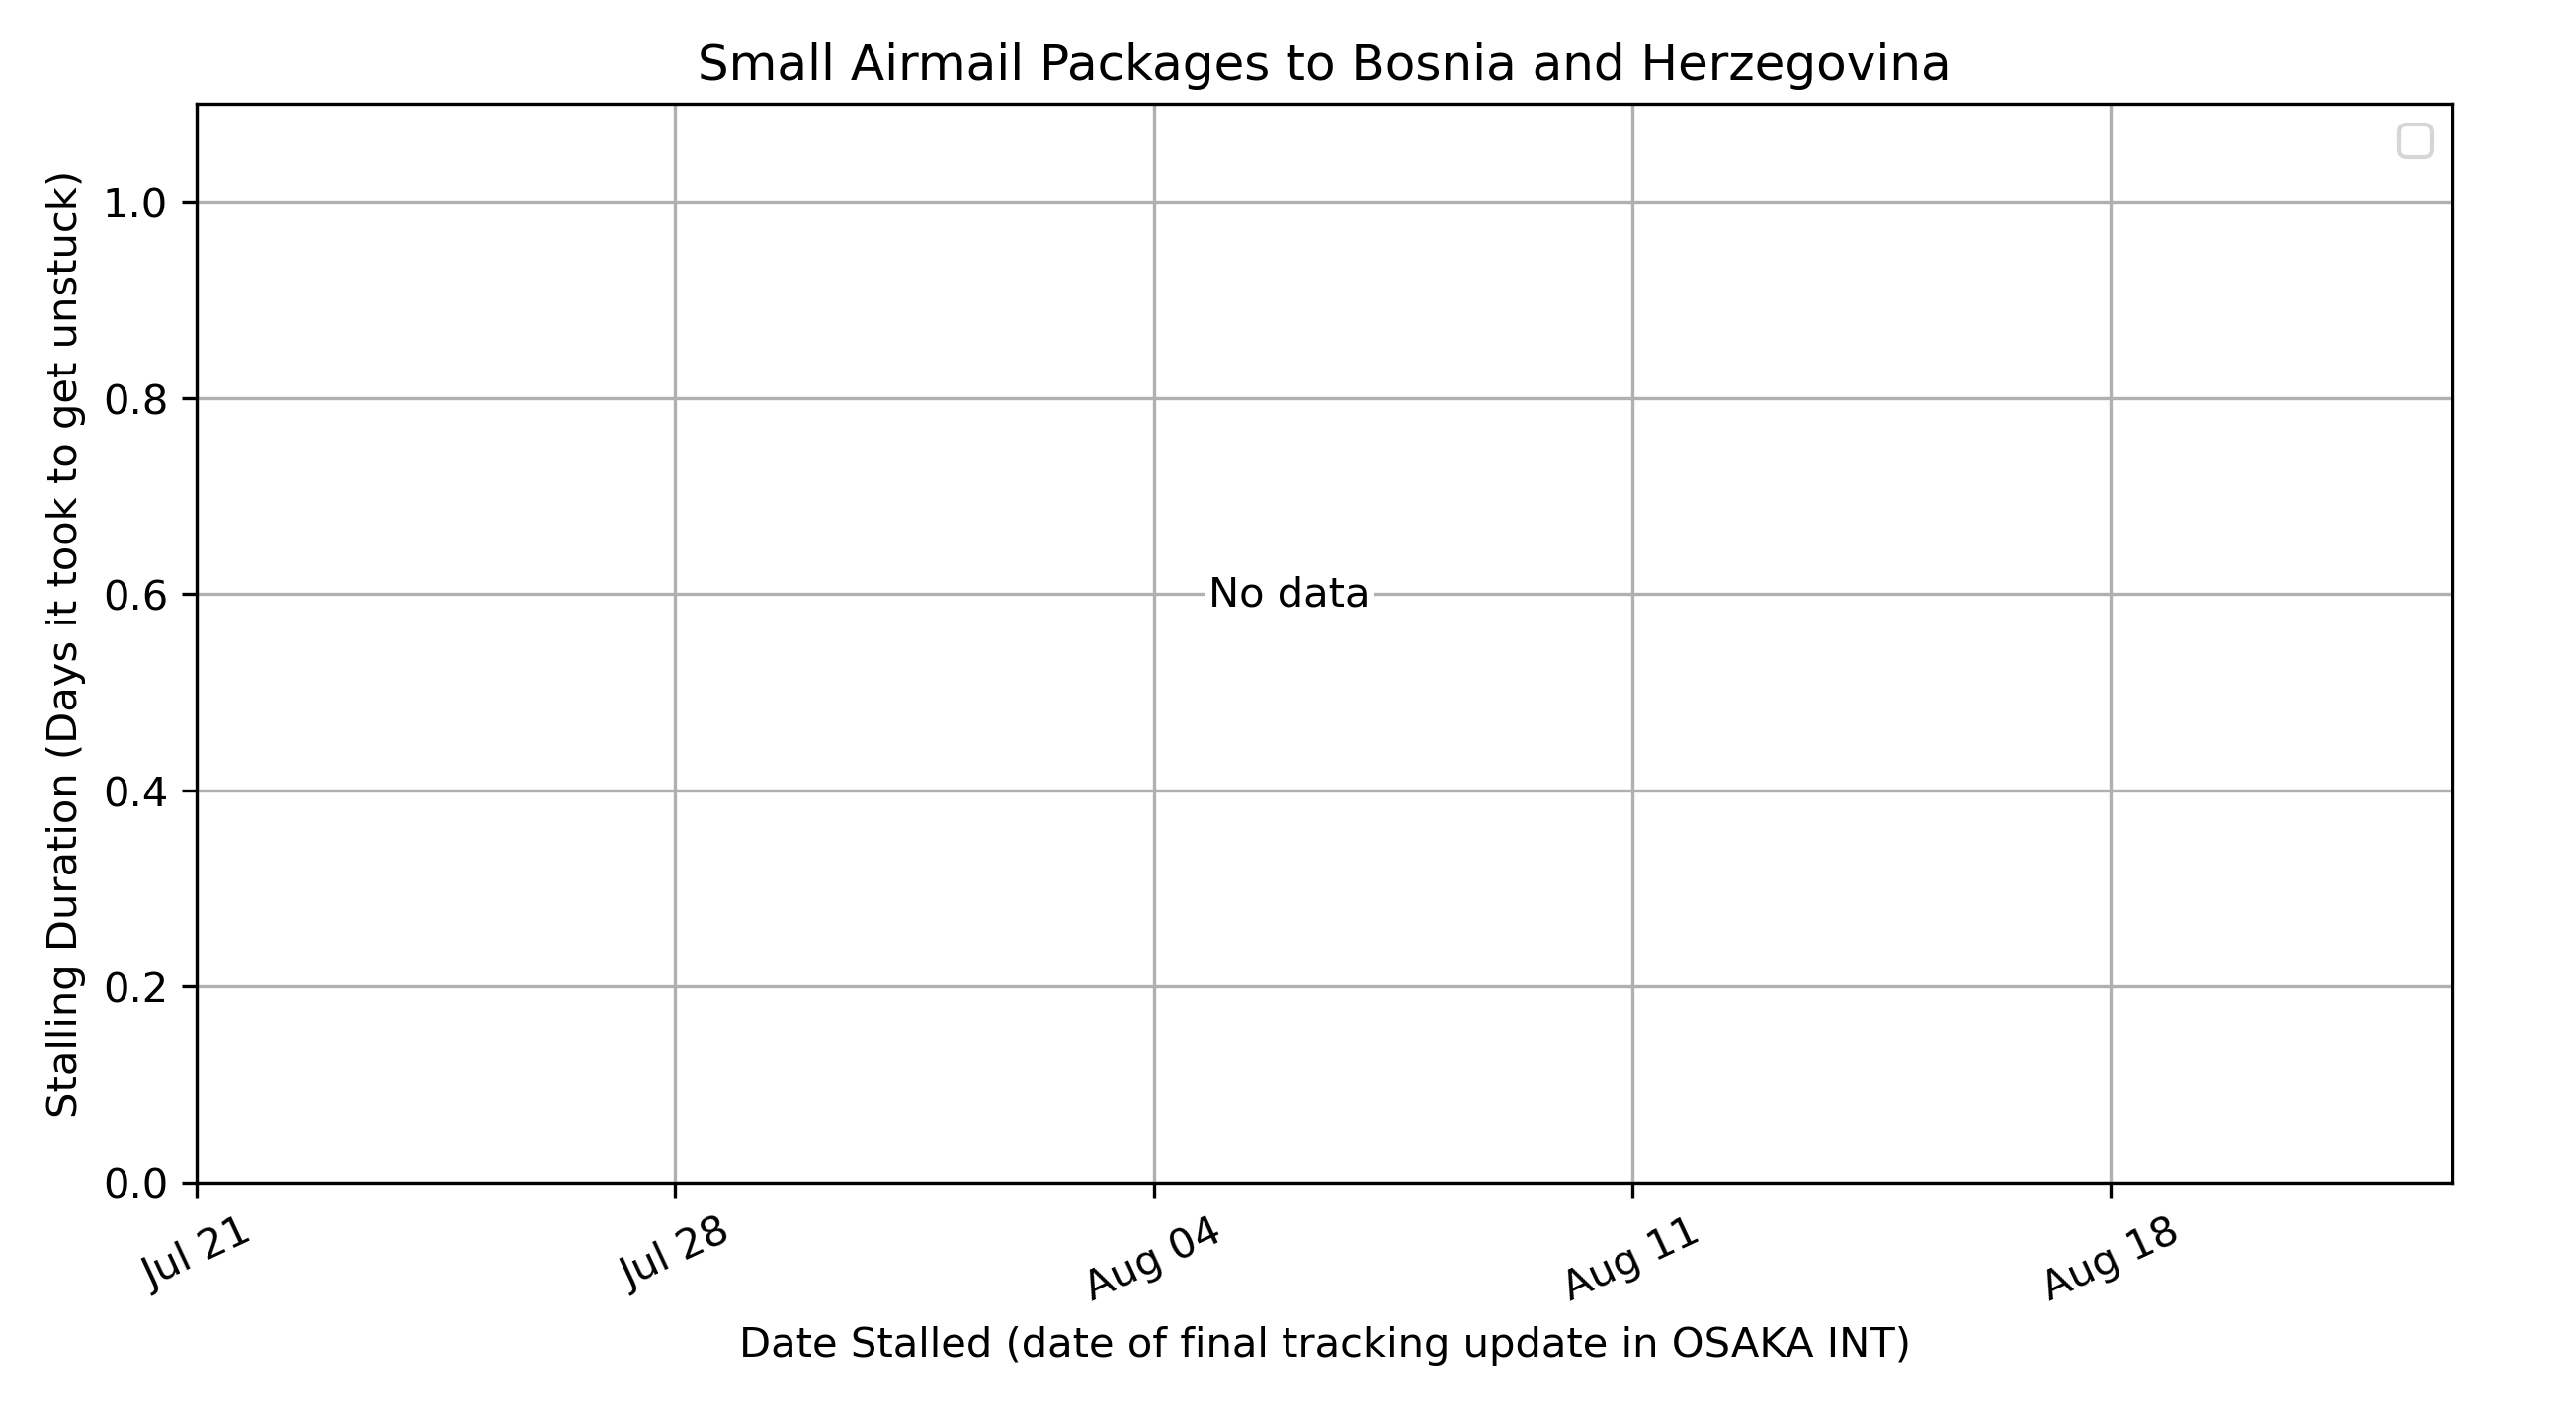 Small Airmail Packages to Bosnia and Herzegovina
Stalling Duration (Days it took to get unstuck)
1.0
0.8
0.6
0.4
0.2
0.0
No data
Jul 21
Jul 28
Aug 04
Aug 11
Aug 18
Date Stalled (date of final tracking update in OSAKA INT)